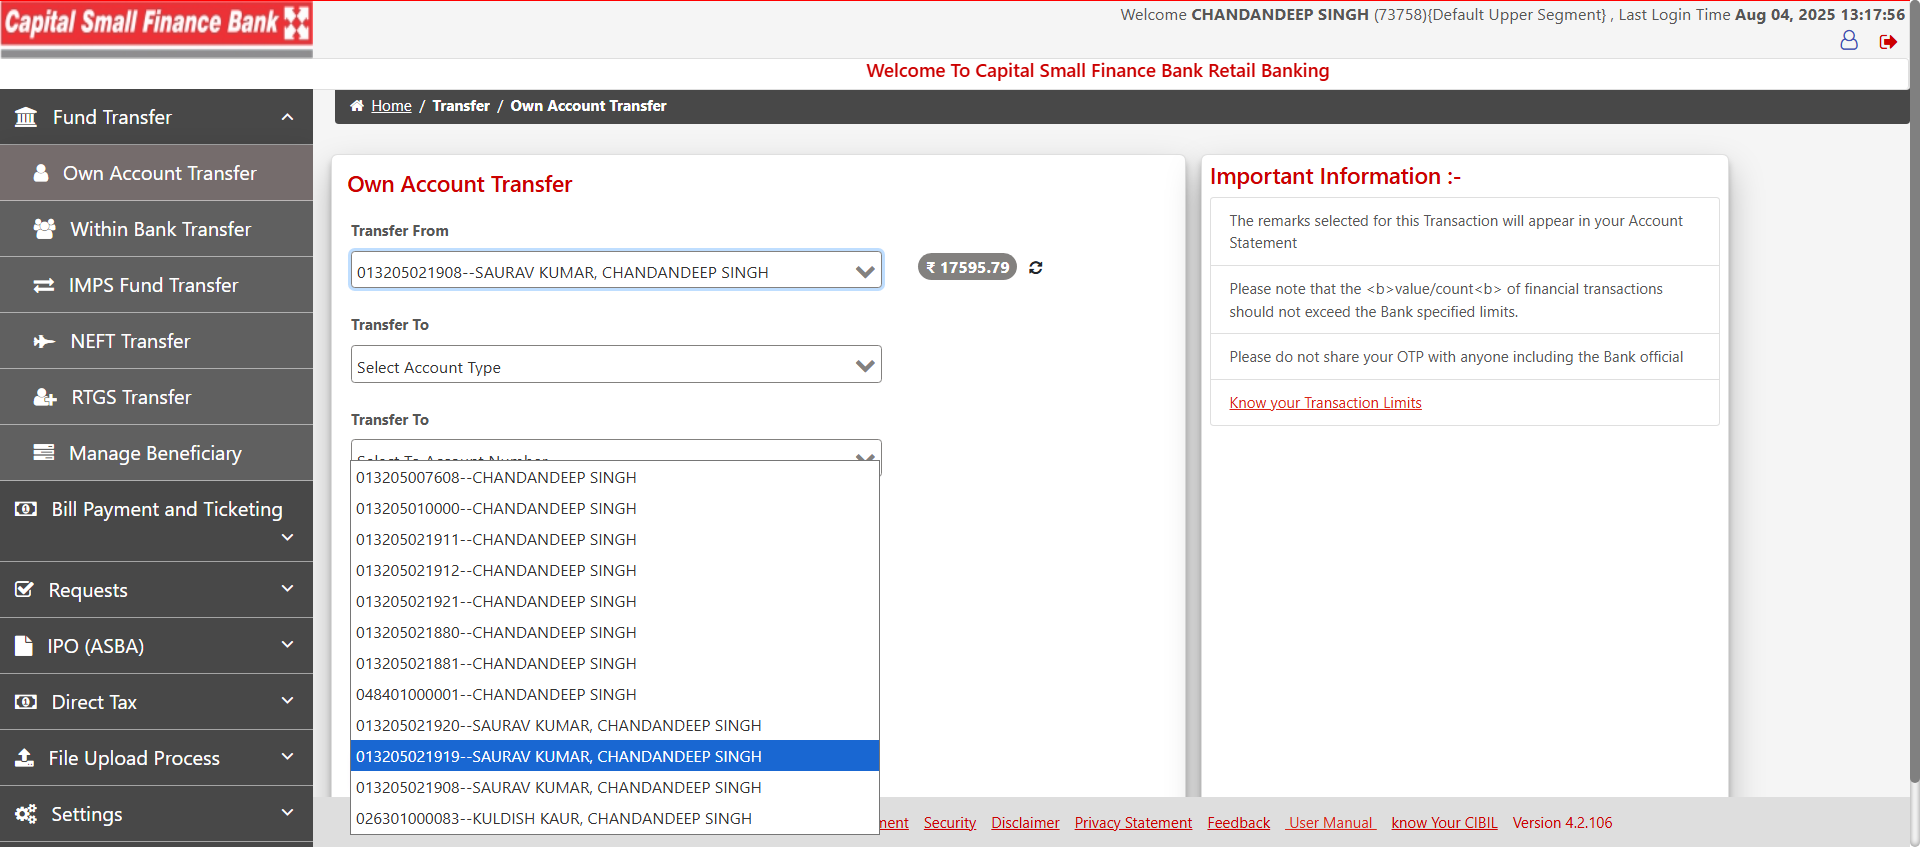 Capital Small Finance Bank
Welcome CHANDANDEEP SINGH (73758){Default Upper Segment} , Last Login Time Aug 04, 2025 13:17:56
Welcome To Capital Small Finance Bank Retail Banking
Fund Transfer
Own Account Transfer
Within Bank Transfer
IMPS Fund Transfer
NEFT Transfer
RTGS Transfer
Manage Beneficiary
Bill Payment and Ticketing
Requests
IPO (ASBA)
Direct Tax
File Upload Process
Settings
Home / Transfer / Own Account Transfer
Own Account Transfer
Transfer From
013205021908--SAURAV KUMAR, CHANDANDEEP SINGH
₹ 17595.79
Transfer To
Select Account Type
Transfer To
Select To Account Number
013205007608--CHANDANDEEP SINGH
013205010000--CHANDANDEEP SINGH
013205021911--CHANDANDEEP SINGH
013205021912--CHANDANDEEP SINGH
013205021921--CHANDANDEEP SINGH
013205021880--CHANDANDEEP SINGH
013205021881--CHANDANDEEP SINGH
048401000001--CHANDANDEEP SINGH
013205021920--SAURAV KUMAR, CHANDANDEEP SINGH
013205021919--SAURAV KUMAR, CHANDANDEEP SINGH
013205021908--SAURAV KUMAR, CHANDANDEEP SINGH
026301000083--KULDISH KAUR, CHANDANDEEP SINGH
Important Information :-
The remarks selected for this Transaction will appear in your Account
Statement
Please note that the <b>value/count<b> of financial transactions
should not exceed the Bank specified limits.
Please do not share your OTP with anyone including the Bank official
Know your Transaction Limits
Security Disclaimer Privacy Statement Feedback User Manual know Your CIBIL Version 4.2.106